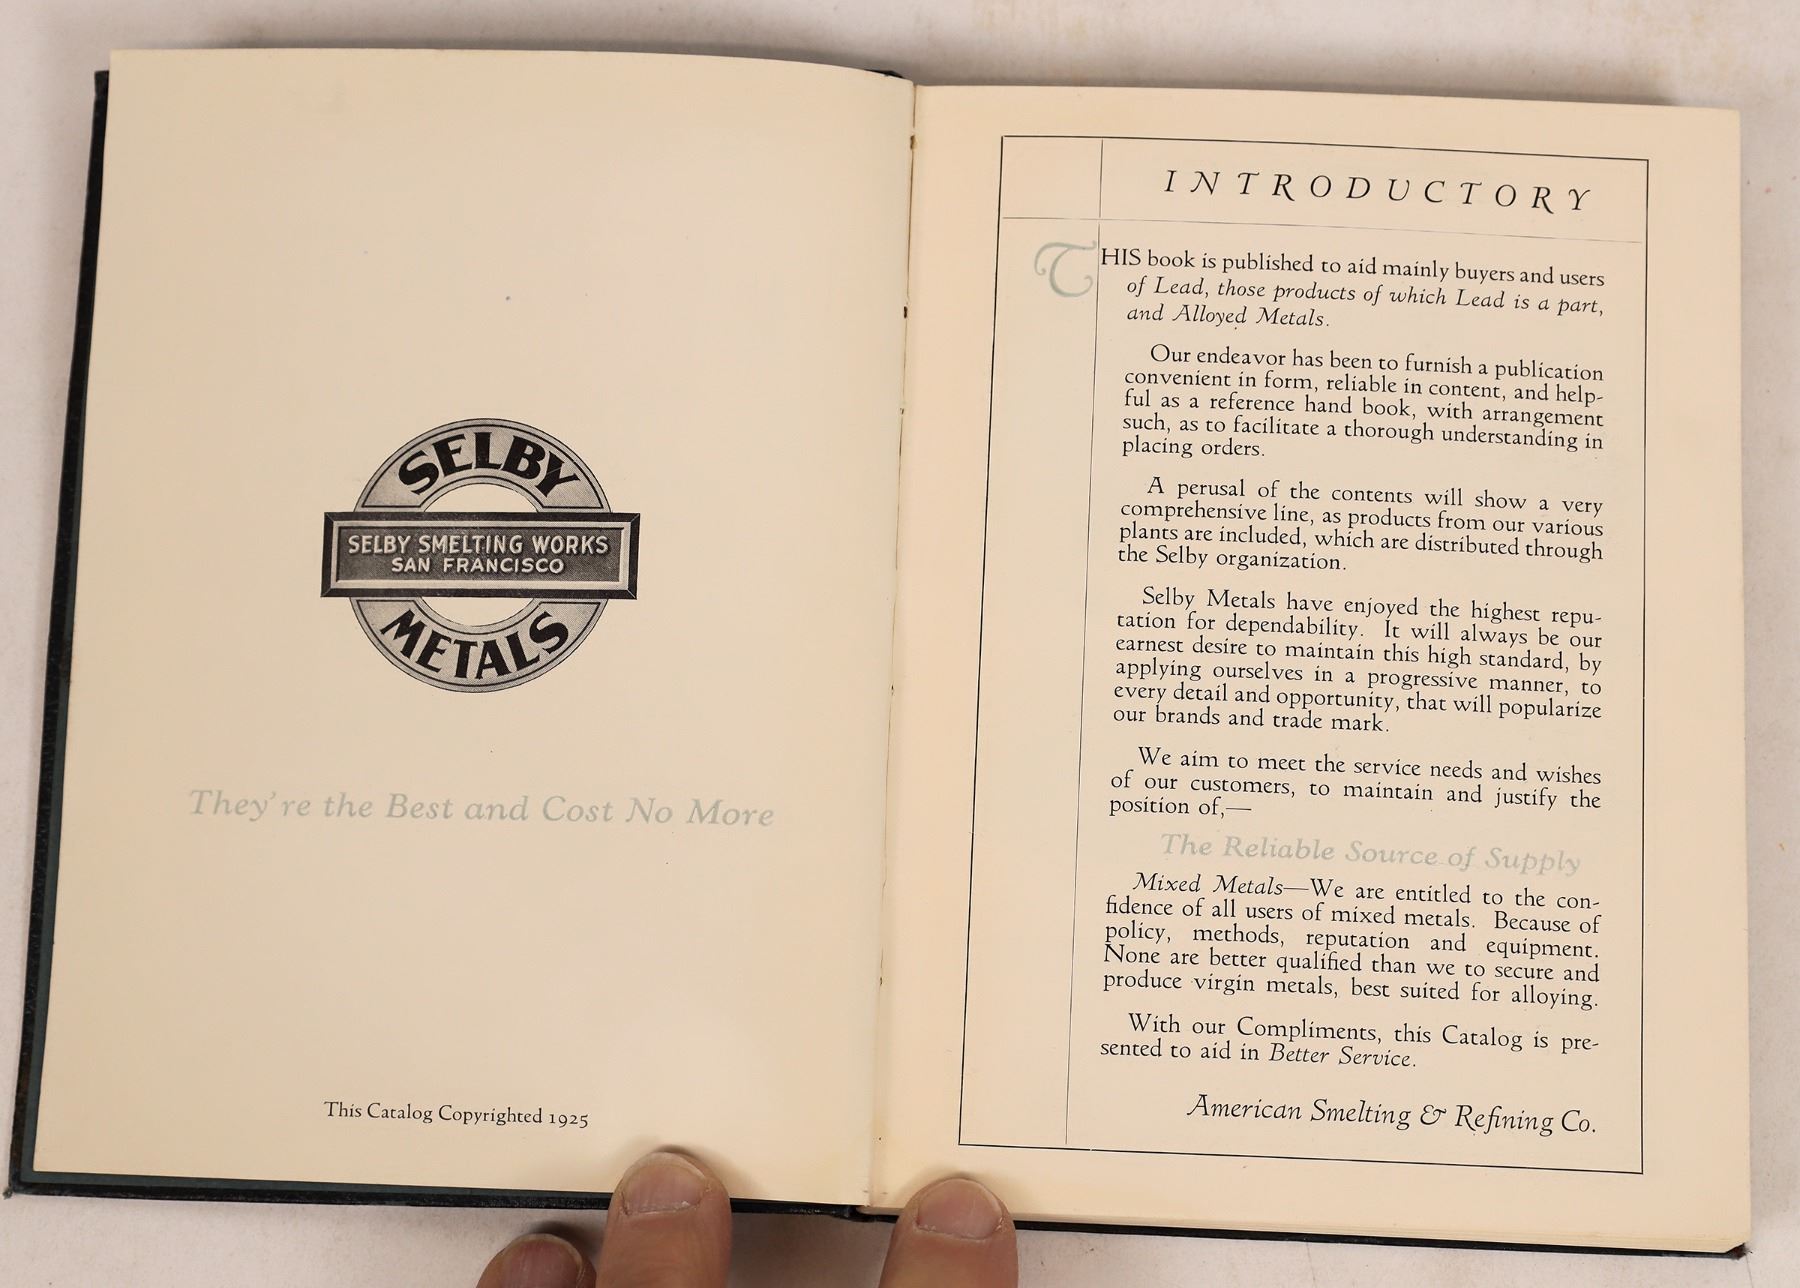 SELBY
SELBY SMELTING WORKS
SAN FRANCISCO
METALS
They're the Best and Cost No More
This Catalog Copyrighted 1925
INTRODUCTORY
THIS book is published to aid mainly buyers and users
of Lead, those products of which Lead is a part,
and Alloyed Metals.
Our endeavor has been to furnish a publication
convenient in form, reliable in content, and help-
ful as a reference hand book, with arrangement
such, as to facilitate a thorough understanding in
placing orders.
A perusal of the contents will show a very
comprehensive line, as products from our various
plants are included, which are distributed through
the Selby organization.
Selby Metals have enjoyed the highest repu-
tation for dependability. It will always be our
earnest desire to maintain this high standard, by
applying ourselves in a progressive manner, to
every detail and opportunity, that will popularize
our brands and trade mark.
We aim to meet the service needs and wishes
of our customers, to maintain and justify the
position of,—
The Reliable Source of Supply
Mixed Metals—We are entitled to the con-
fidence of all users of mixed metals. Because of
policy, methods, reputation and equipment.
None are better qualified than we to secure and
produce virgin metals, best suited for alloying.
With our Compliments, this Catalog is pre-
sented to aid in Better Service.
American Smelting & Refining Co.